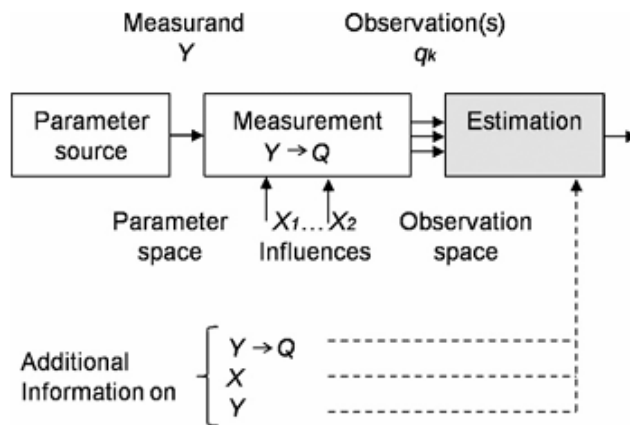 Measurand
Y
Observation(s)
qk
Parameter
source
Measurement
Y → Q
Estimation
Parameter
space
X1...X2
Influences
Observation
space
Additional
Information on
Y → Q
X
Y